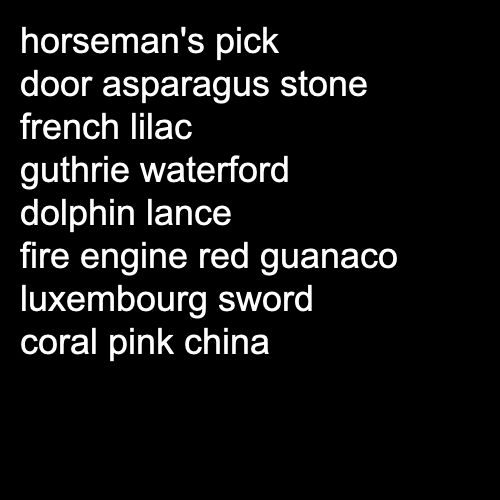 horseman's pick
door asparagus stone
french lilac
guthrie waterford
dolphin lance
fire engine red guanaco
luxembourg sword
coral pink china